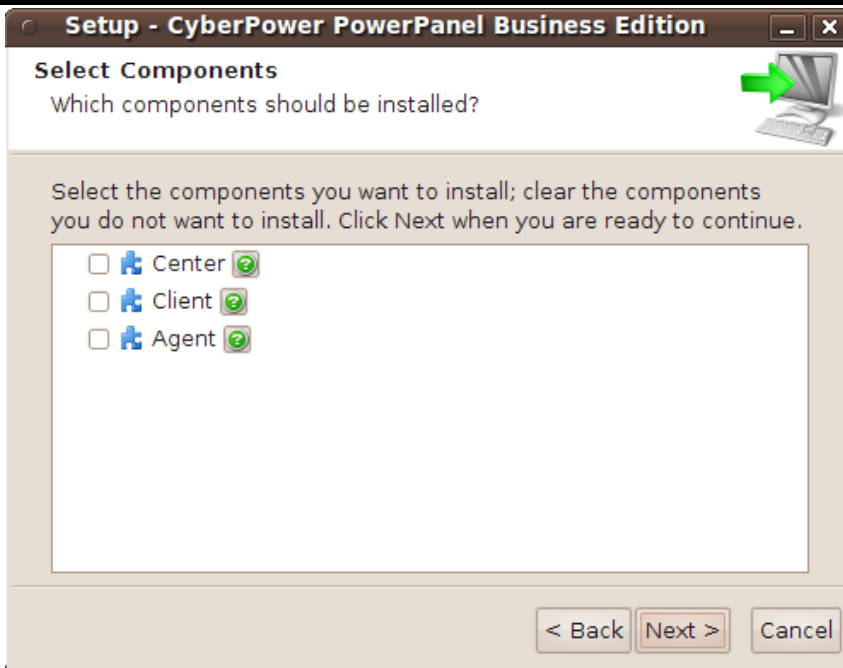 Setup - CyberPower PowerPanel Business Edition
Select Components
Which components should be installed?
Select the components you want to install; clear the components
you do not want to install. Click Next when you are ready to continue.
Center
Client
Agent
< Back Next > Cancel